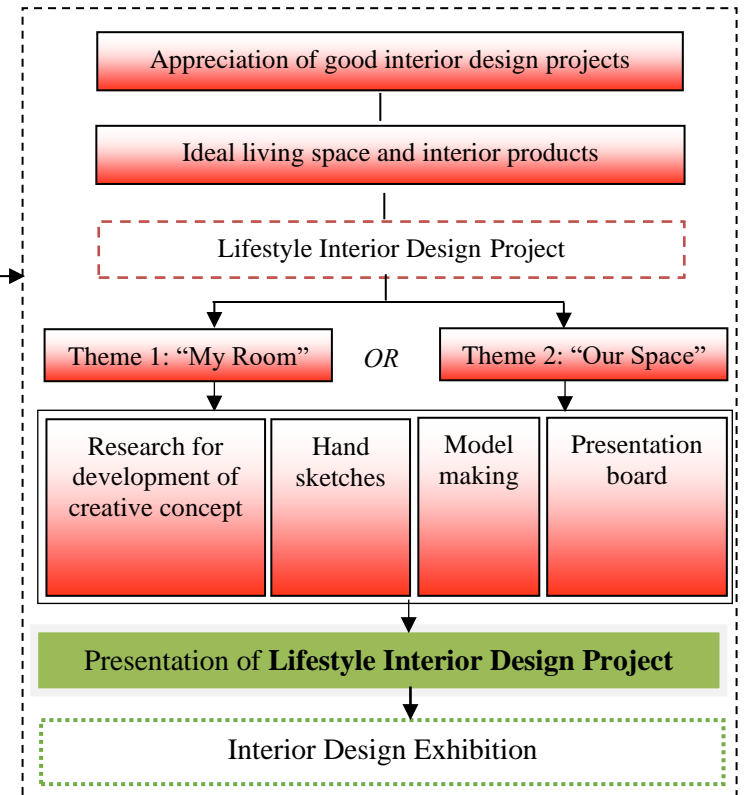 Appreciation of good interior design projects
Ideal living space and interior products
Lifestyle Interior Design Project
Theme 1: “My Room”
OR
Theme 2: “Our Space”
Research for
development of
creative concept
Hand
sketches
Model
making
Presentation
board
Presentation of Lifestyle Interior Design Project
Interior Design Exhibition